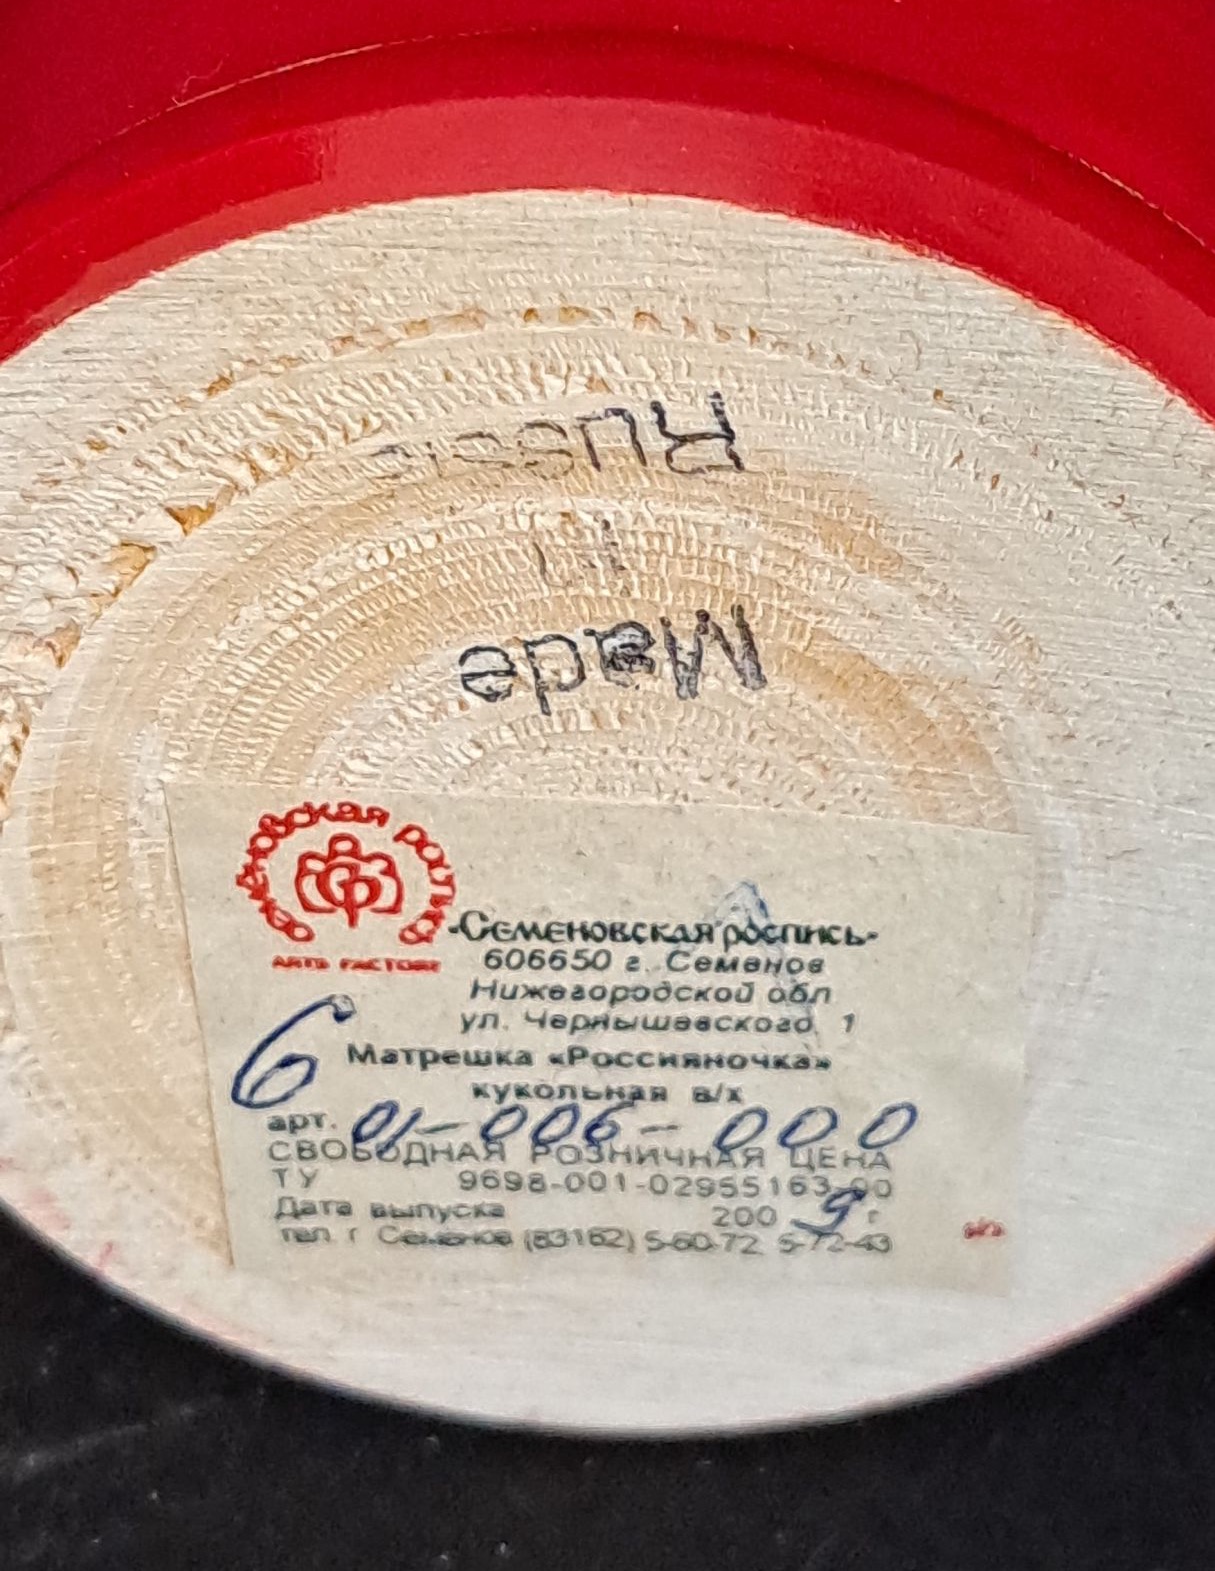 Made
in
Russia
Семеновская роспись
ARTS FACTORY
«Семеновская роспись»
606650 г. Семенов
Нижегородской обл
ул. Чернышевского, 1
6
Матрешка «Россияночка»
кукольная в/х
арт. 01-006-000
СВОБОДНАЯ РОЗНИЧНАЯ ЦЕНА
ТУ 9698-001-02955163-00
Дата выпуска 2009 г
тел. г Семенов (83162) 5-60-72, 5-72-43